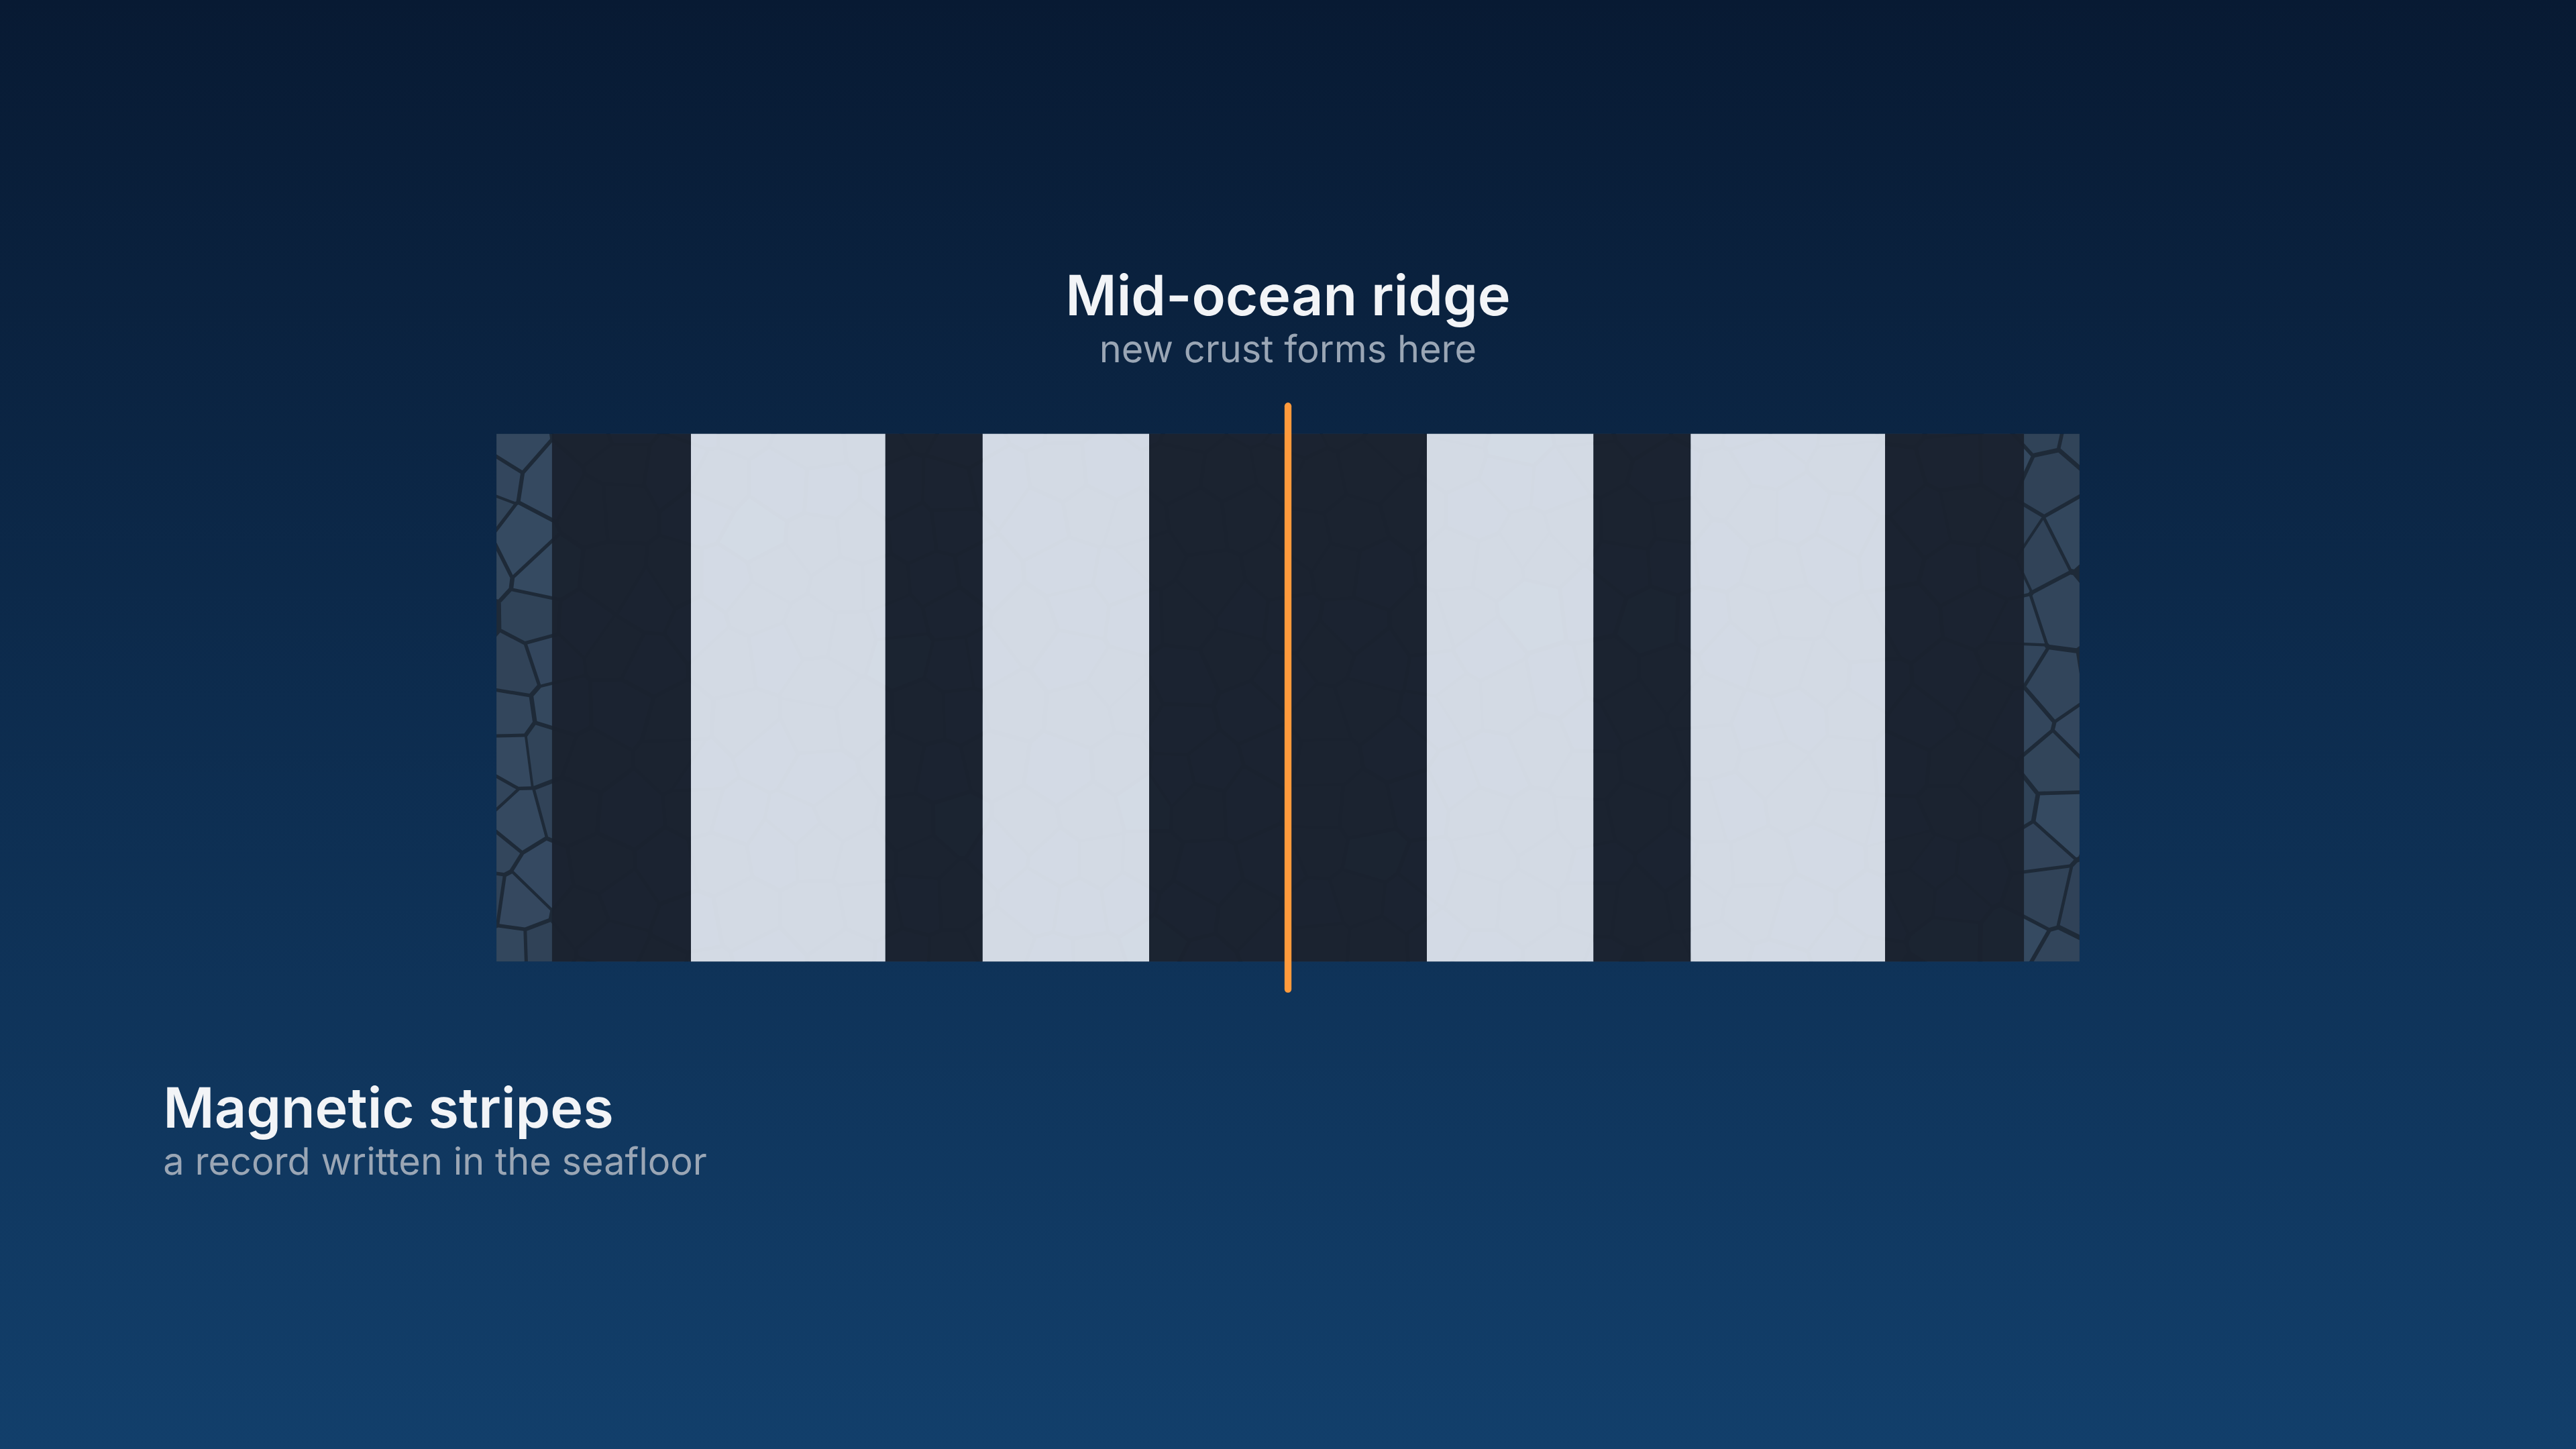 Mid-ocean ridge
new crust forms here
Magnetic stripes
a record written in the seafloor